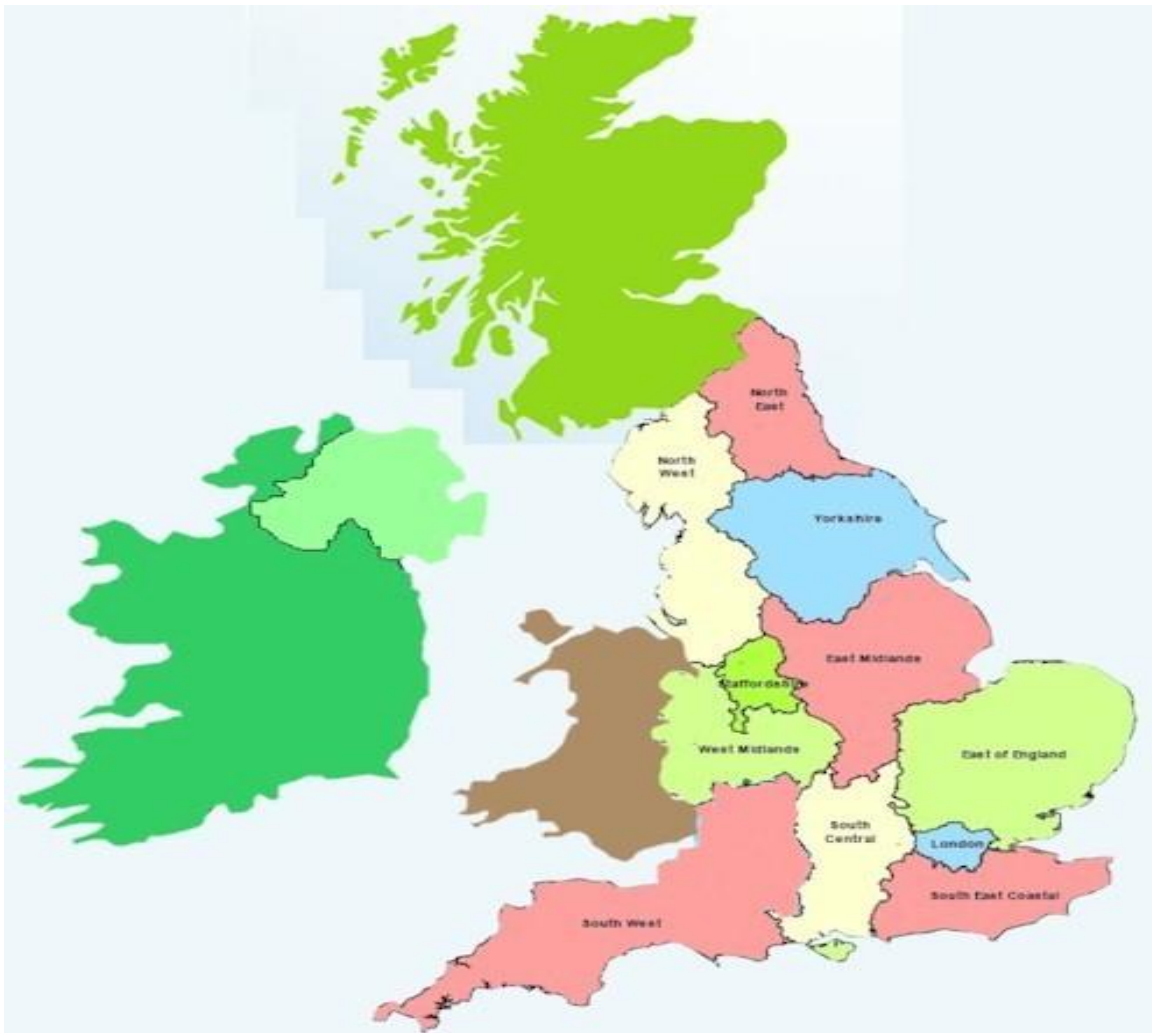 North
East
North
West
Yorkshire
East Midlands
Staffordshire
West Midlands
East of England
South
Central
London
South East Coastal
South West